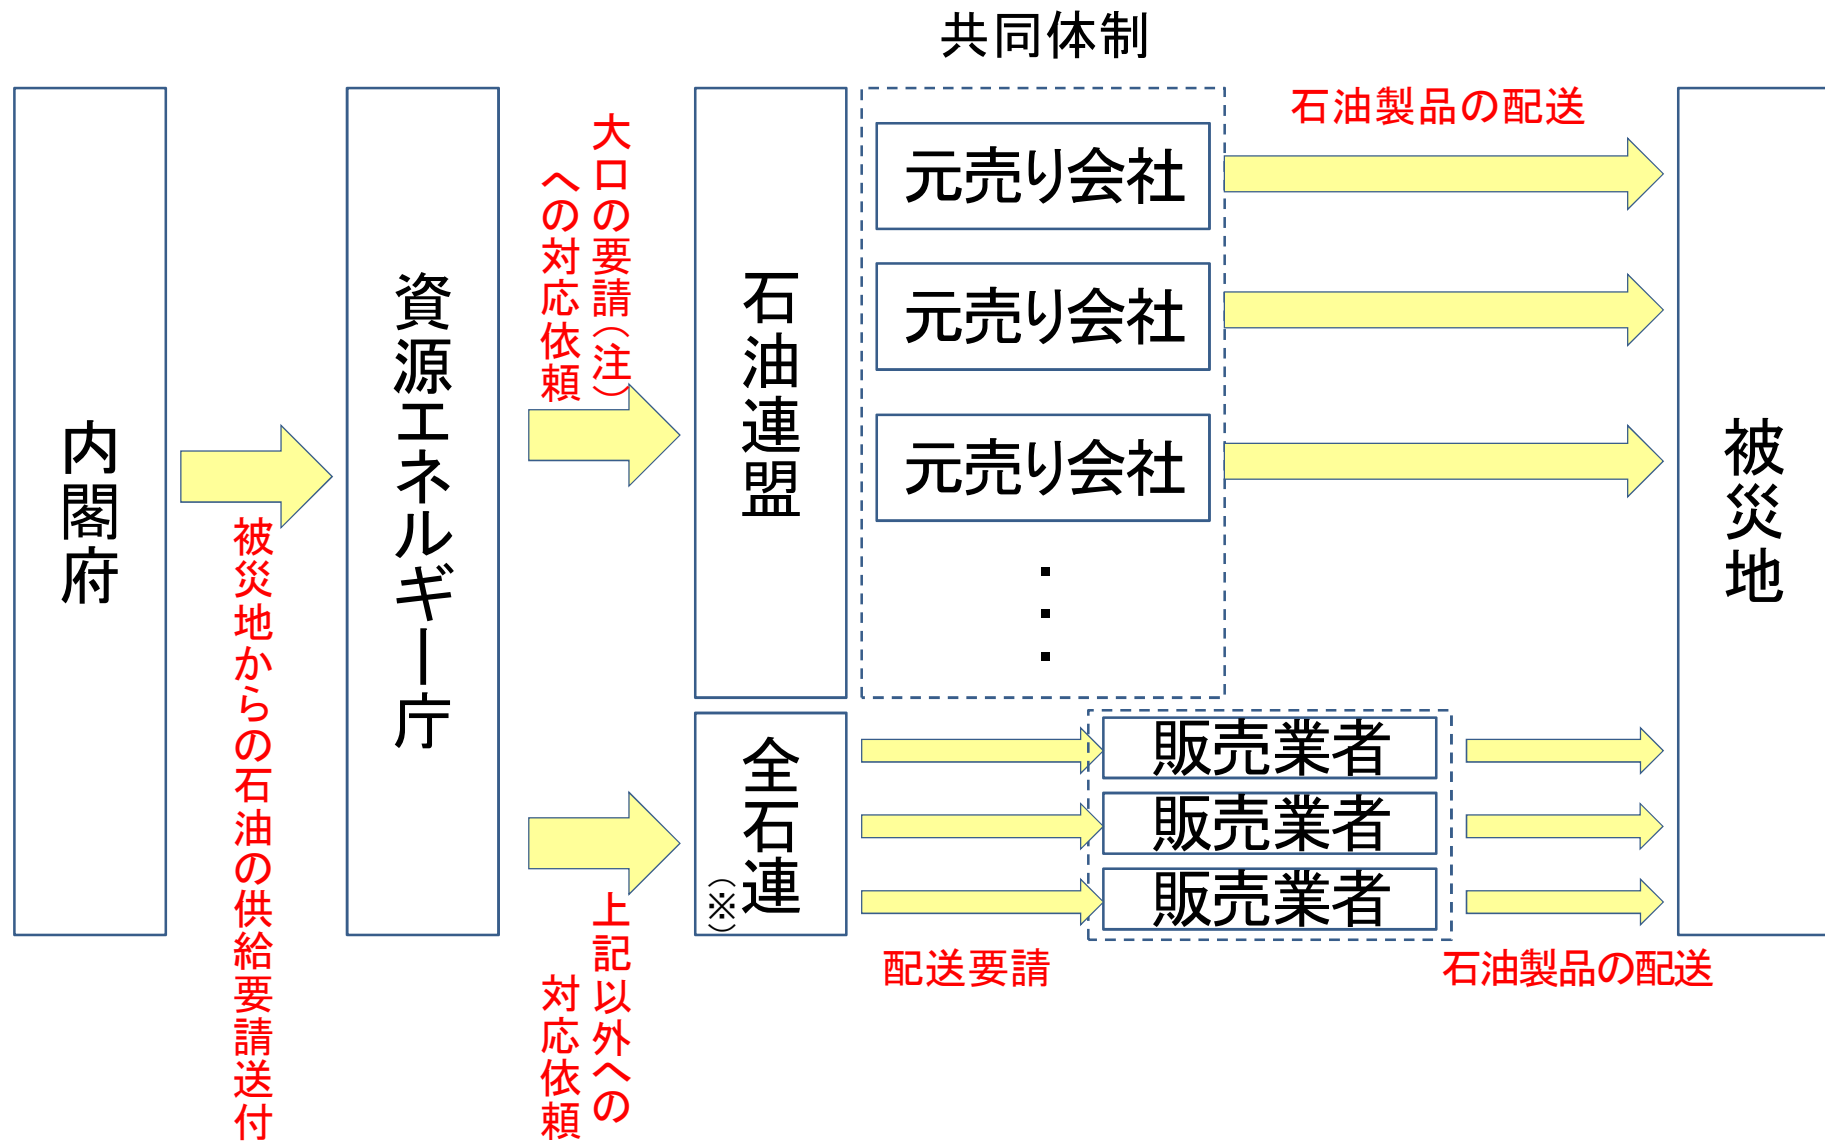 共同体制
内閣府
被災地からの石油の供給要請送付
資源エネルギー庁
大口の要請（注）
への対応依頼
上記以外への
対応依頼
石油連盟
元売り会社
元売り会社
元売り会社
・
・
・
石油製品の配送
全石連
（※）
配送要請
販売業者
販売業者
販売業者
石油製品の配送
被災地